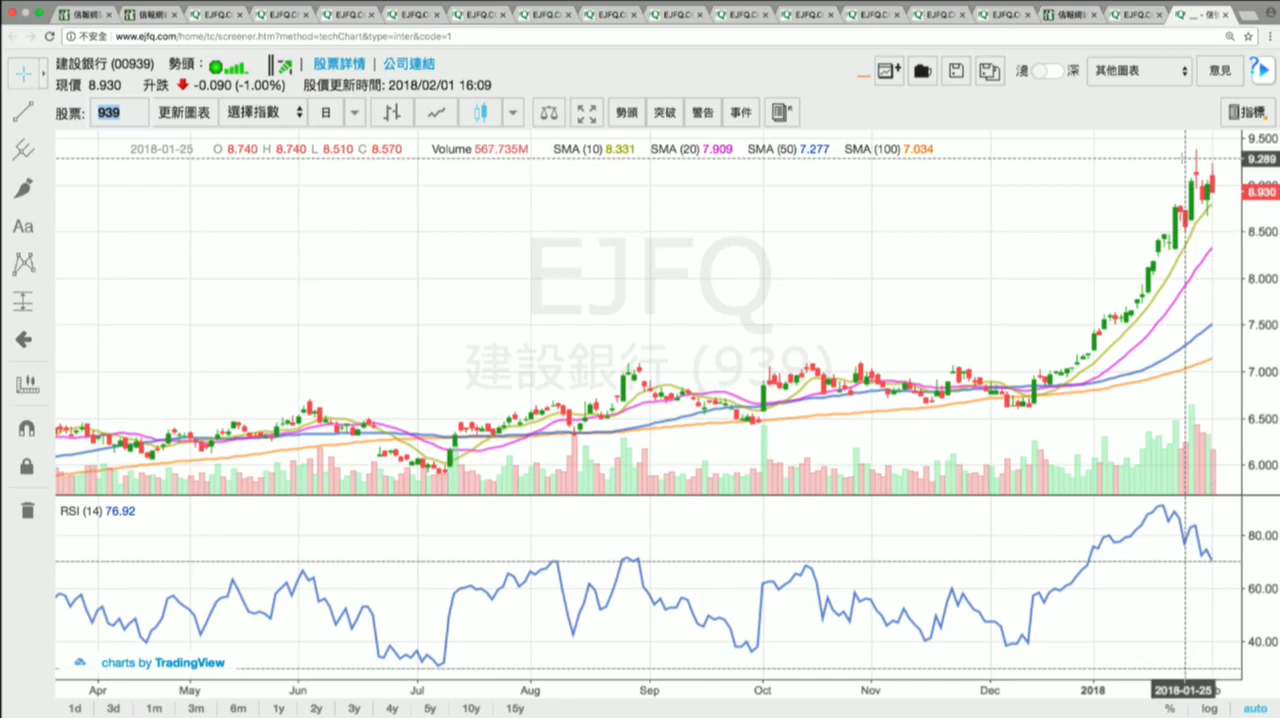 信報網 EJFQ.C
不安全 www.ejfq.com/home/tc/screener.htm?method=techChart&type=inter&code=1
建設銀行 (00939) 勢頭： | 股票詳情 | 公司連結
現價 8.930 升跌 -0.090 (-1.00%) 股價更新時間: 2018/02/01 16:09
滬 深 其他圖表 意見
股票: 939 更新圖表 選擇指數 日 勢頭 突破 警告 事件 指標
2018-01-25 O 8.740 H 8.740 L 8.510 C 8.570 Volume 567.735M SMA (10) 8.331 SMA (20) 7.909 SMA (50) 7.277 SMA (100) 7.034
9.500
9.289
9.000
8.930
8.500
8.000
7.500
7.000
6.500
6.000
EJFQ
建設銀行 (939)
RSI (14) 76.92
80.00
60.00
40.00
charts by TradingView
Apr May Jun Jul Aug Sep Oct Nov Dec 2018 2018-01-25
1d 3d 1m 3m 6m 1y 2y 3y 4y 5y 10y 15y % log auto
Aa